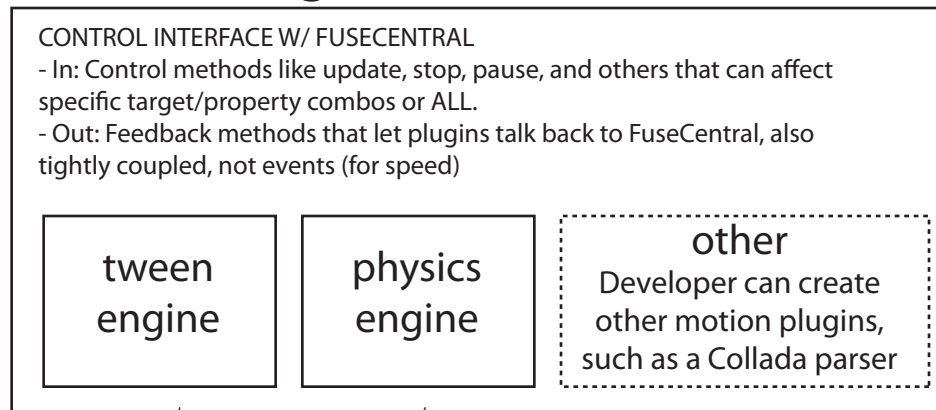 CONTROL INTERFACE W/ FUSECENTRAL
- In: Control methods like update, stop, pause, and others that can affect
specific target/property combos or ALL.
- Out: Feedback methods that let plugins talk back to FuseCentral, also
tightly coupled, not events (for speed)
tween
engine
physics
engine
other
Developer can create
other motion plugins,
such as a Collada parser